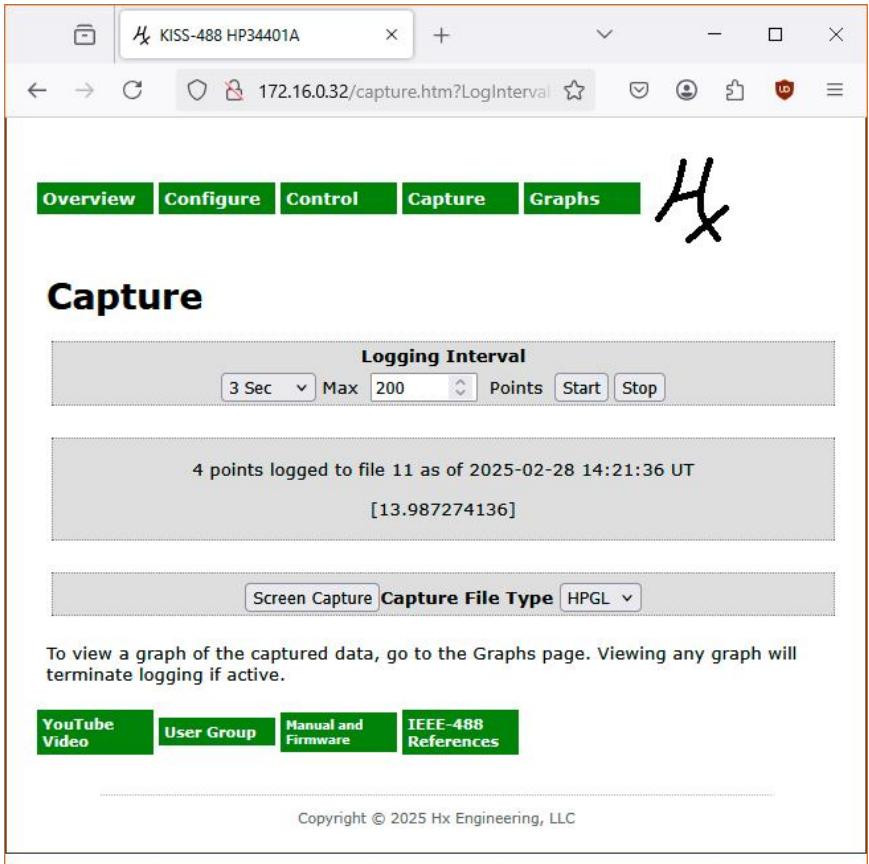 Hx KISS-488 HP34401A
172.16.0.32/capture.htm?LogInterval
Overview Configure Control Capture Graphs
Hx
Capture
Logging Interval
3 Sec Max 200 Points Start Stop
4 points logged to file 11 as of 2025-02-28 14:21:36 UT
[13.987274136]
Screen Capture Capture File Type HPGL
To view a graph of the captured data, go to the Graphs page. Viewing any graph will
terminate logging if active.
YouTube
Video
User Group
Manual and
Firmware
IEEE-488
References
Copyright © 2025 Hx Engineering, LLC